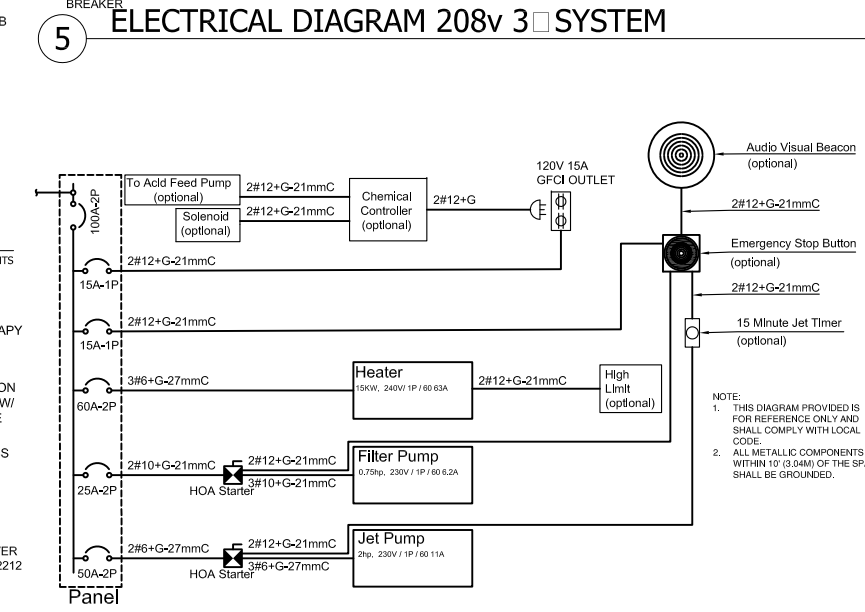 BREAKER
5
ELECTRICAL DIAGRAM 208v 3□ SYSTEM
B
ITS
APY
ON
W/
E
S
TER
2212
100A-2P
To Acid Feed Pump
(optional)
2#12+G-21mmC
Solenoid
(optional)
2#12+G-21mmC
Chemical
Controller
(optional)
2#12+G
120V 15A
GFCI OUTLET
Audio Visual Beacon
(optional)
2#12+G-21mmC
Emergency Stop Button
(optional)
2#12+G-21mmC
15 Minute Jet Timer
(optional)
15A-1P
2#12+G-21mmC
15A-1P
2#12+G-21mmC
60A-2P
3#6+G-27mmC
Heater
15KW, 240V/ 1P / 60 63A
2#12+G-21mmC
High
Limit
(optional)
25A-2P
2#10+G-21mmC
HOA Starter
2#12+G-21mmC
3#10+G-21mmC
Filter Pump
0.75hp, 230V / 1P / 60 6.2A
50A-2P
2#6+G-27mmC
HOA Starter
2#12+G-21mmC
3#6+G-27mmC
Jet Pump
2hp, 230V / 1P / 60 11A
Panel
NOTE:
1. THIS DIAGRAM PROVIDED IS
FOR REFERENCE ONLY AND
SHALL COMPLY WITH LOCAL
CODE.
2. ALL METALLIC COMPONENTS
WITHIN 10' (3.04M) OF THE SPA
SHALL BE GROUNDED.